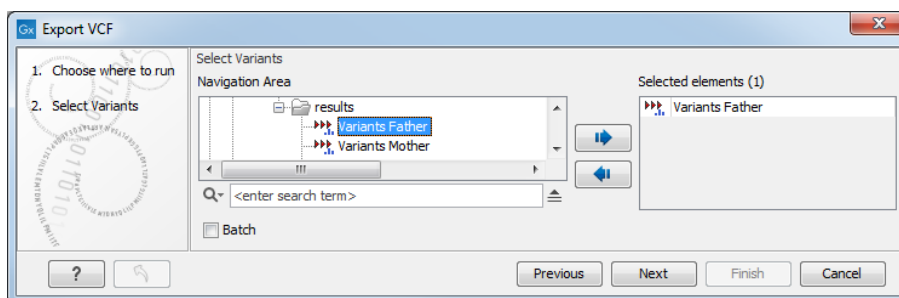 Gx Export VCF
1. Choose where to run
2. Select Variants
Select Variants
Navigation Area
results
Variants Father
Variants Mother
<enter search term>
Batch
Selected elements (1)
Variants Father
?
Previous
Next
Finish
Cancel